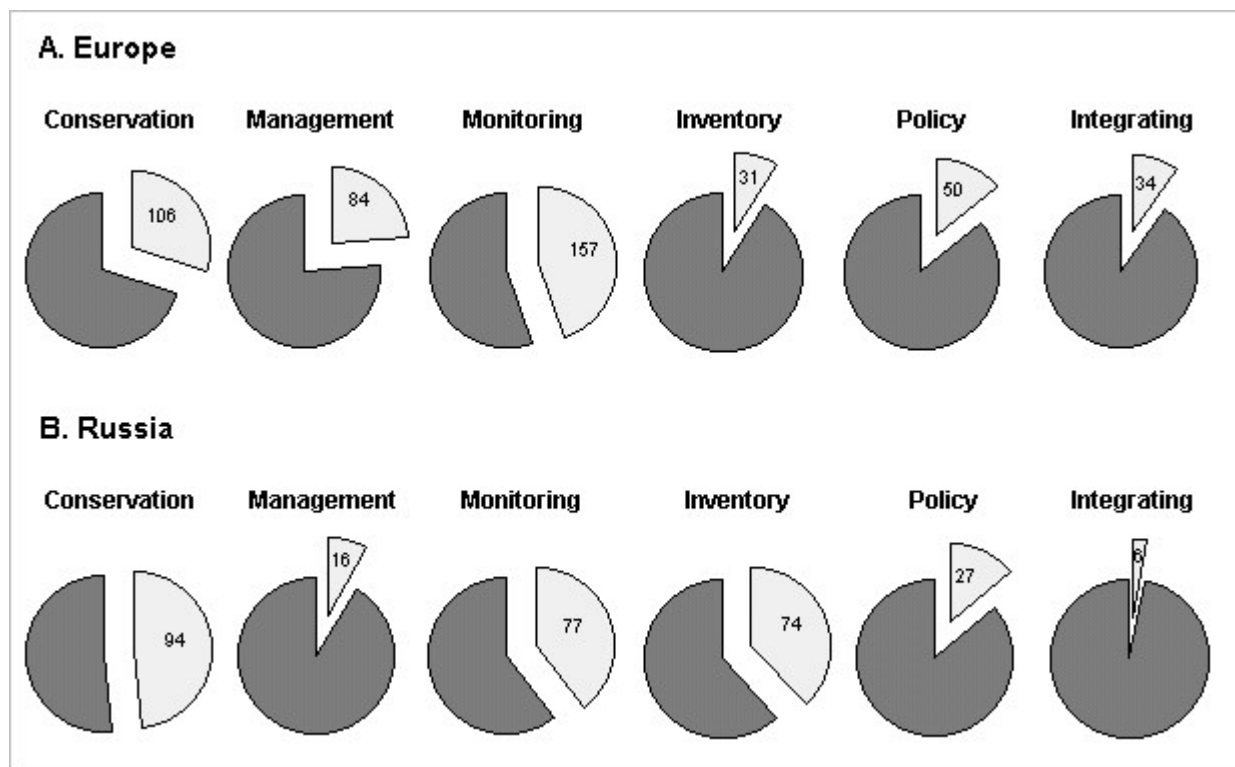 A. Europe
Conservation Management Monitoring Inventory Policy Integrating
106 84 157 31 50 34
B. Russia
Conservation Management Monitoring Inventory Policy Integrating
94 16 77 74 27 6